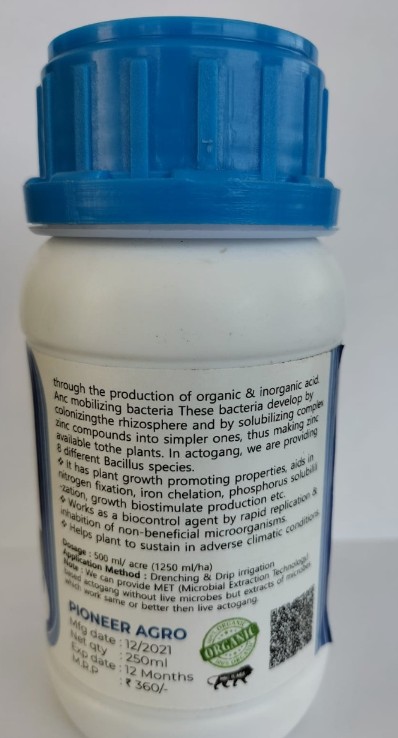 through the production of organic & inorganic acid.
Anc mobilizing bacteria These bacteria develop by
colonizingthe rhizosphere and by solubilizing complex
zinc compounds into simpler ones, thus making zinc
available tothe plants. In actogang, we are providing
8 different Bacillus species.
❖ It has plant growth promoting properties, aids in
nitrogen fixation, iron chelation, phosphorus solubili
-zation, growth biostimulate production etc.
❖ Works as a biocontrol agent by rapid replication &
inhabition of non-beneficial microorganisms.
❖ Helps plant to sustain in adverse climatic conditions
Dosage : 500 ml/ acre (1250 ml/ha)
Application Method : Drenching & Drip irrigation
Note : We can provide MET (Microbial Extraction Technology)
based actogang without live microbes but extracts of microbes
which work same or better then live actogang.
PIONEER AGRO
Mfg date : 12/2021
Net qty : 250ml
Exp date : 12 Months
M.R.P : ₹ 360/-
ORGANIC